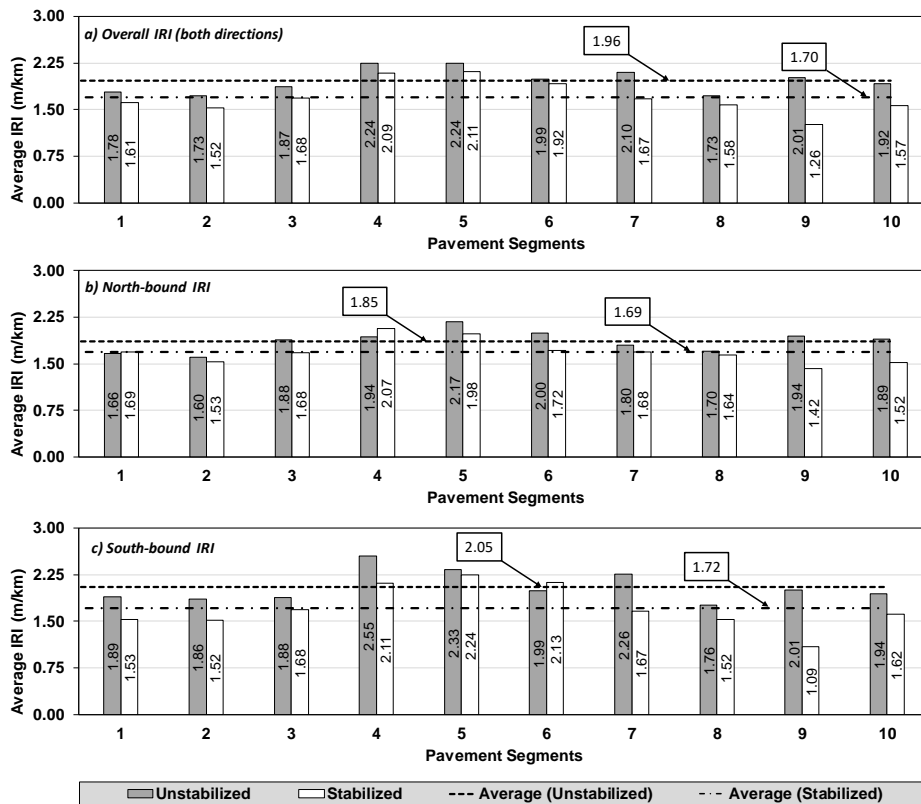 a) Overall IRI (both directions)
Average IRI (m/km)
3.00
2.25
1.50
0.75
0.00
1.96
1.70
1.78 1.61 1.73 1.52 1.87 1.68 2.24 2.09 2.24 2.11 1.99 1.92 2.10 1.67 1.73 1.58 2.01 1.26 1.92 1.57
1 2 3 4 5 6 7 8 9 10
Pavement Segments
b) North-bound IRI
Average IRI (m/km)
3.00
2.25
1.50
0.75
0.00
1.85
1.69
1.66 1.69 1.60 1.53 1.88 1.68 1.94 2.07 2.17 1.98 2.00 1.72 1.80 1.68 1.70 1.64 1.94 1.42 1.89 1.52
1 2 3 4 5 6 7 8 9 10
Pavement Segments
c) South-bound IRI
Average IRI (m/km)
3.00
2.25
1.50
0.75
0.00
2.05
1.72
1.89 1.53 1.86 1.52 1.88 1.68 2.55 2.11 2.33 2.24 1.99 2.13 2.26 1.67 1.76 1.52 2.01 1.09 1.94 1.62
1 2 3 4 5 6 7 8 9 10
Pavement Segments
Unstabilized Stabilized Average (Unstabilized) Average (Stabilized)